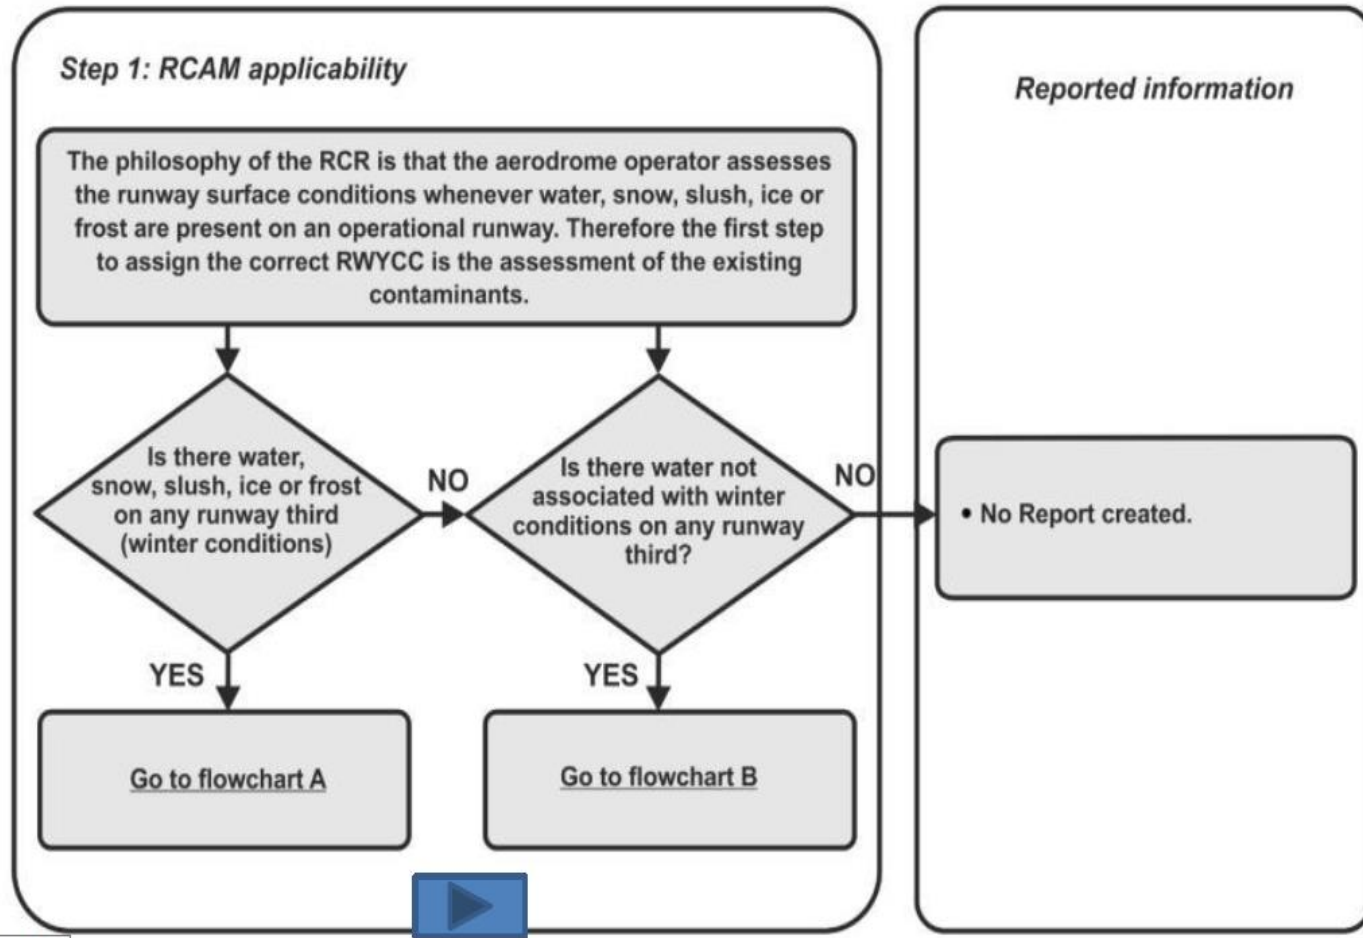 Step 1: RCAM applicability
Reported information
The philosophy of the RCR is that the aerodrome operator assesses
the runway surface conditions whenever water, snow, slush, ice or
frost are present on an operational runway. Therefore the first step
to assign the correct RWYCC is the assessment of the existing
contaminants.
Is there water,
snow, slush, ice or frost
on any runway third
(winter conditions)
NO
Is there water not
associated with winter
conditions on any runway
third?
NO
• No Report created.
YES
YES
Go to flowchart A
Go to flowchart B